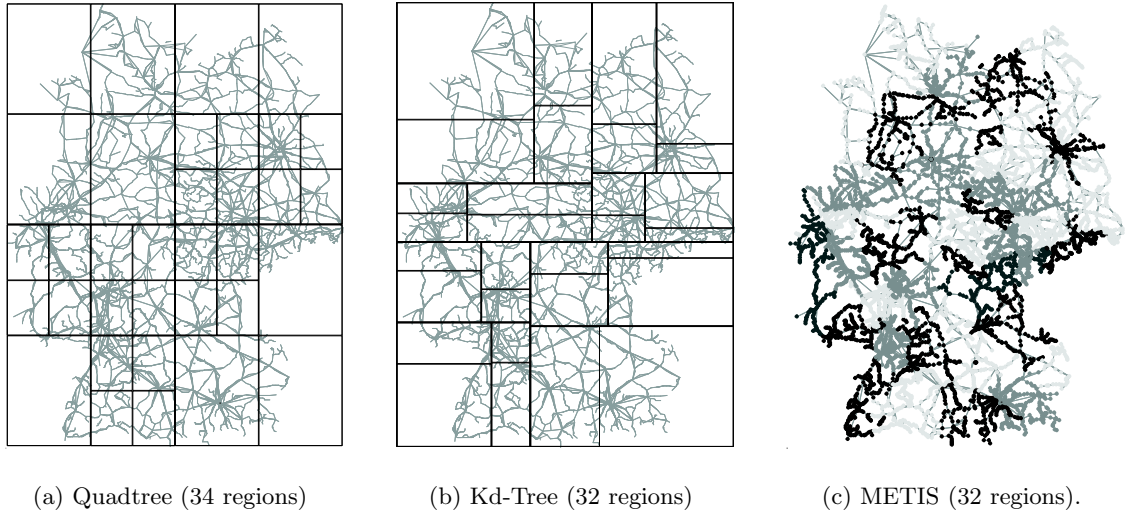 (a) Quadtree (34 regions)
(b) Kd-Tree (32 regions)
(c) METIS (32 regions).